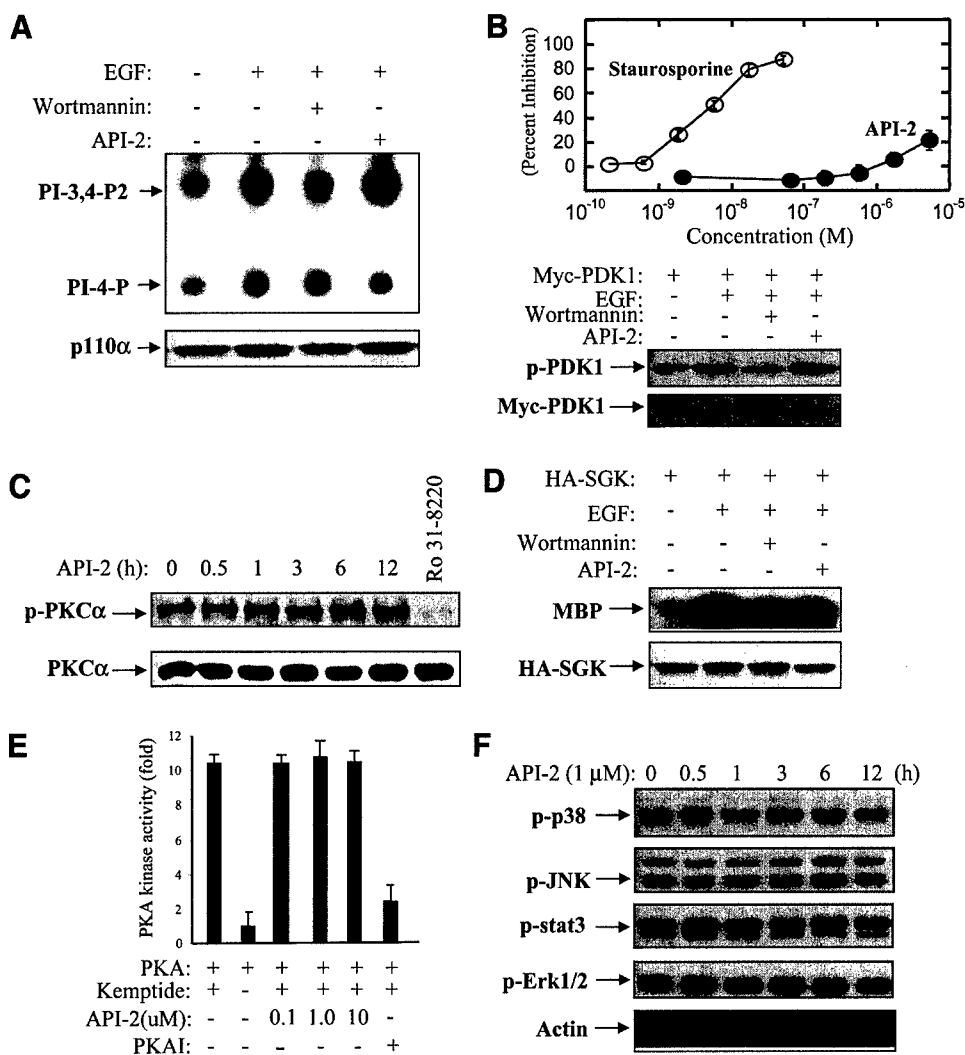 A
EGF: - + + +
Wortmannin: - - + -
API-2: - - - +
PI-3,4-P2
PI-4-P
p110α
B
(Percent Inhibition)
100
80
60
40
20
0
Staurosporine
API-2
10-10 10-9 10-8 10-7 10-6 10-5
Concentration (M)
Myc-PDK1: + + + +
EGF: - + + +
Wortmannin: - - + -
API-2: - - - +
p-PDK1
Myc-PDK1
C
API-2 (h): 0 0.5 1 3 6 12 Ro 31-8220
p-PKCα
PKCα
D
HA-SGK: + + + +
EGF: - + + +
Wortmannin: - - + -
API-2: - - - +
MBP
HA-SGK
E
PKA kinase activity (fold)
12
10
8
6
4
2
0
PKA: + + + + + +
Kemptide: + - + + + +
API-2(uM): - - 0.1 1.0 10 -
PKAI: - - - - - +
F
API-2 (1 µM): 0 0.5 1 3 6 12 (h)
p-p38
p-JNK
p-stat3
p-Erk1/2
Actin